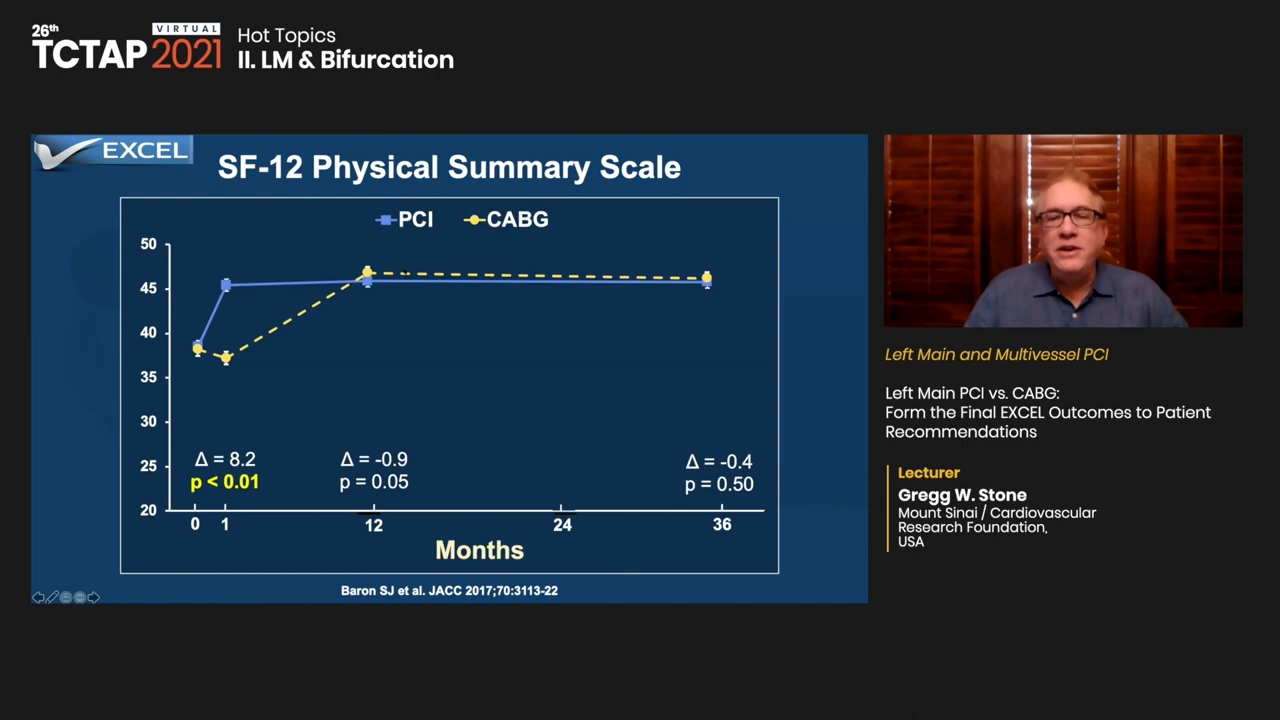 26th
VIRTUAL
TCTAP 2021
Hot Topics
II. LM & Bifurcation
EXCEL
SF-12 Physical Summary Scale
PCI CABG
50
45
40
35
30
25
20
Δ = 8.2
p < 0.01
Δ = -0.9
p = 0.05
Δ = -0.4
p = 0.50
0 1 12 24 36
Months
Baron SJ et al. JACC 2017;70:3113-22
Left Main and Multivessel PCI
Left Main PCI vs. CABG:
Form the Final EXCEL Outcomes to Patient
Recommendations
Lecturer
Gregg W. Stone
Mount Sinai / Cardiovascular
Research Foundation,
USA